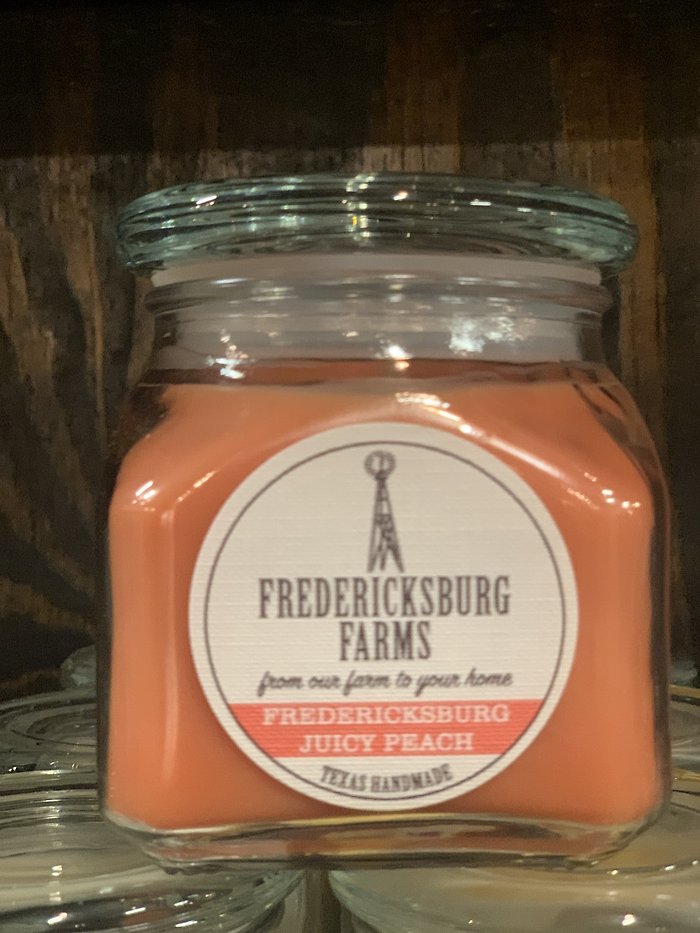 FREDERICKSBURG
FARMS
from our farm to your home
FREDERICKSBURG
JUICY PEACH
TEXAS HANDMADE